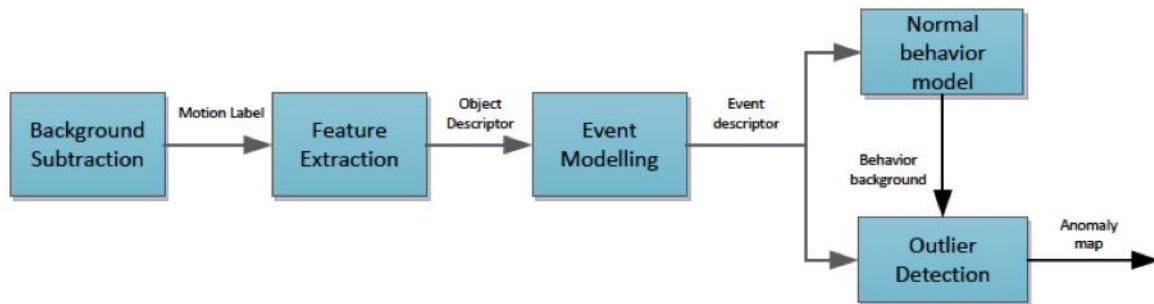 Background
Subtraction
Motion Label
Feature
Extraction
Object
Descriptor
Event
Modelling
Event
descriptor
Normal
behavior
model
Behavior
background
Outlier
Detection
Anomaly
map